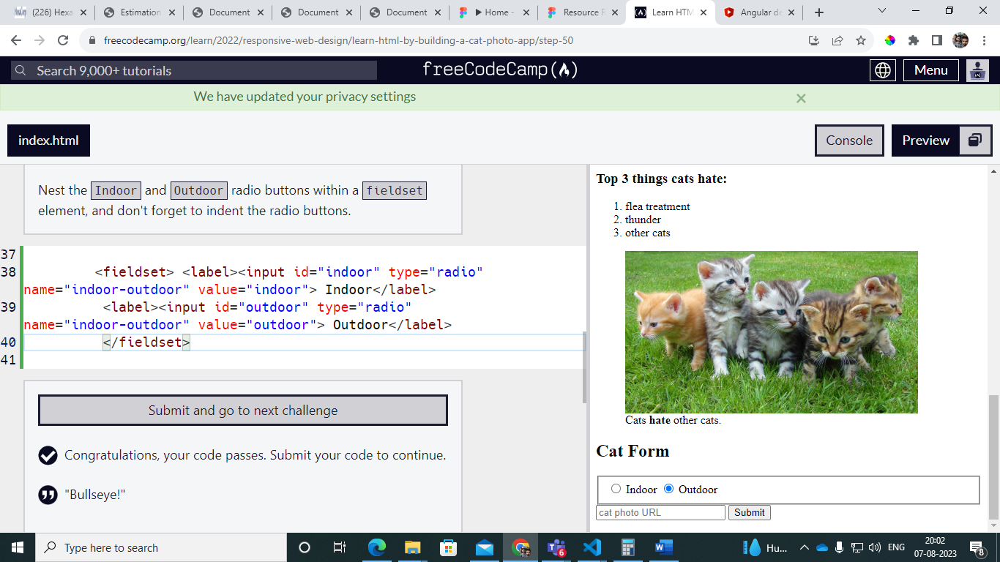 (226) Hexa
Estimation
Document
Document
Document
Home -
Resource F
Learn HTM
Angular de
freecodecamp.org/learn/2022/responsive-web-design/learn-html-by-building-a-cat-photo-app/step-50
Search 9,000+ tutorials
freeCodeCamp
Menu
We have updated your privacy settings
index.html
Console
Preview
Nest the Indoor and Outdoor radio buttons within a fieldset
element, and don't forget to indent the radio buttons.
37
38 <fieldset> <label><input id="indoor" type="radio"
name="indoor-outdoor" value="indoor"> Indoor</label>
39 <label><input id="outdoor" type="radio"
name="indoor-outdoor" value="outdoor"> Outdoor</label>
40 </fieldset>
41
Submit and go to next challenge
Congratulations, your code passes. Submit your code to continue.
"Bullseye!"
Top 3 things cats hate:
1. flea treatment
2. thunder
3. other cats
Cats hate other cats.
Cat Form
Indoor Outdoor
cat photo URL Submit
Type here to search
6
Hu...
ENG
20:02
07-08-2023
8